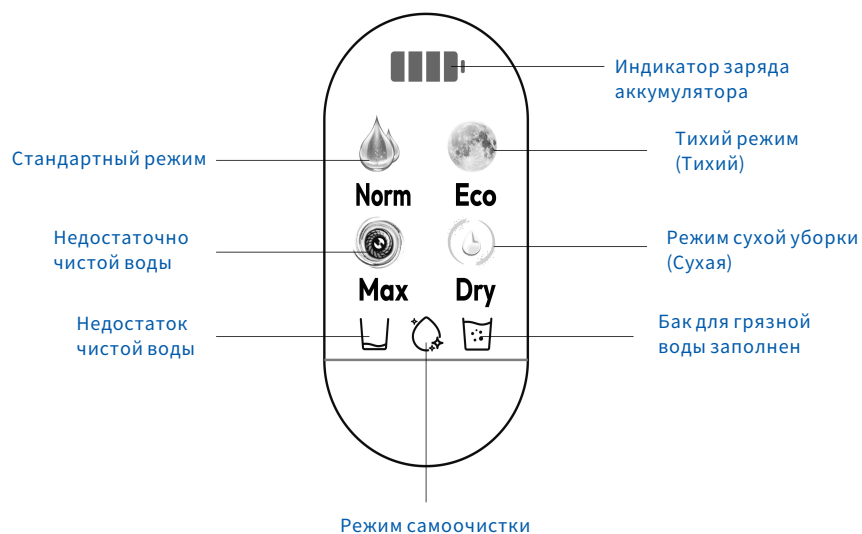 Индикатор заряда
аккумулятора
Стандартный режим
Тихий режим
(Тихий)
Norm
Eco
Недостаточно
чистой воды
Режим сухой уборки
(Сухая)
Max
Dry
Недостаток
чистой воды
Бак для грязной
воды заполнен
Режим самоочистки